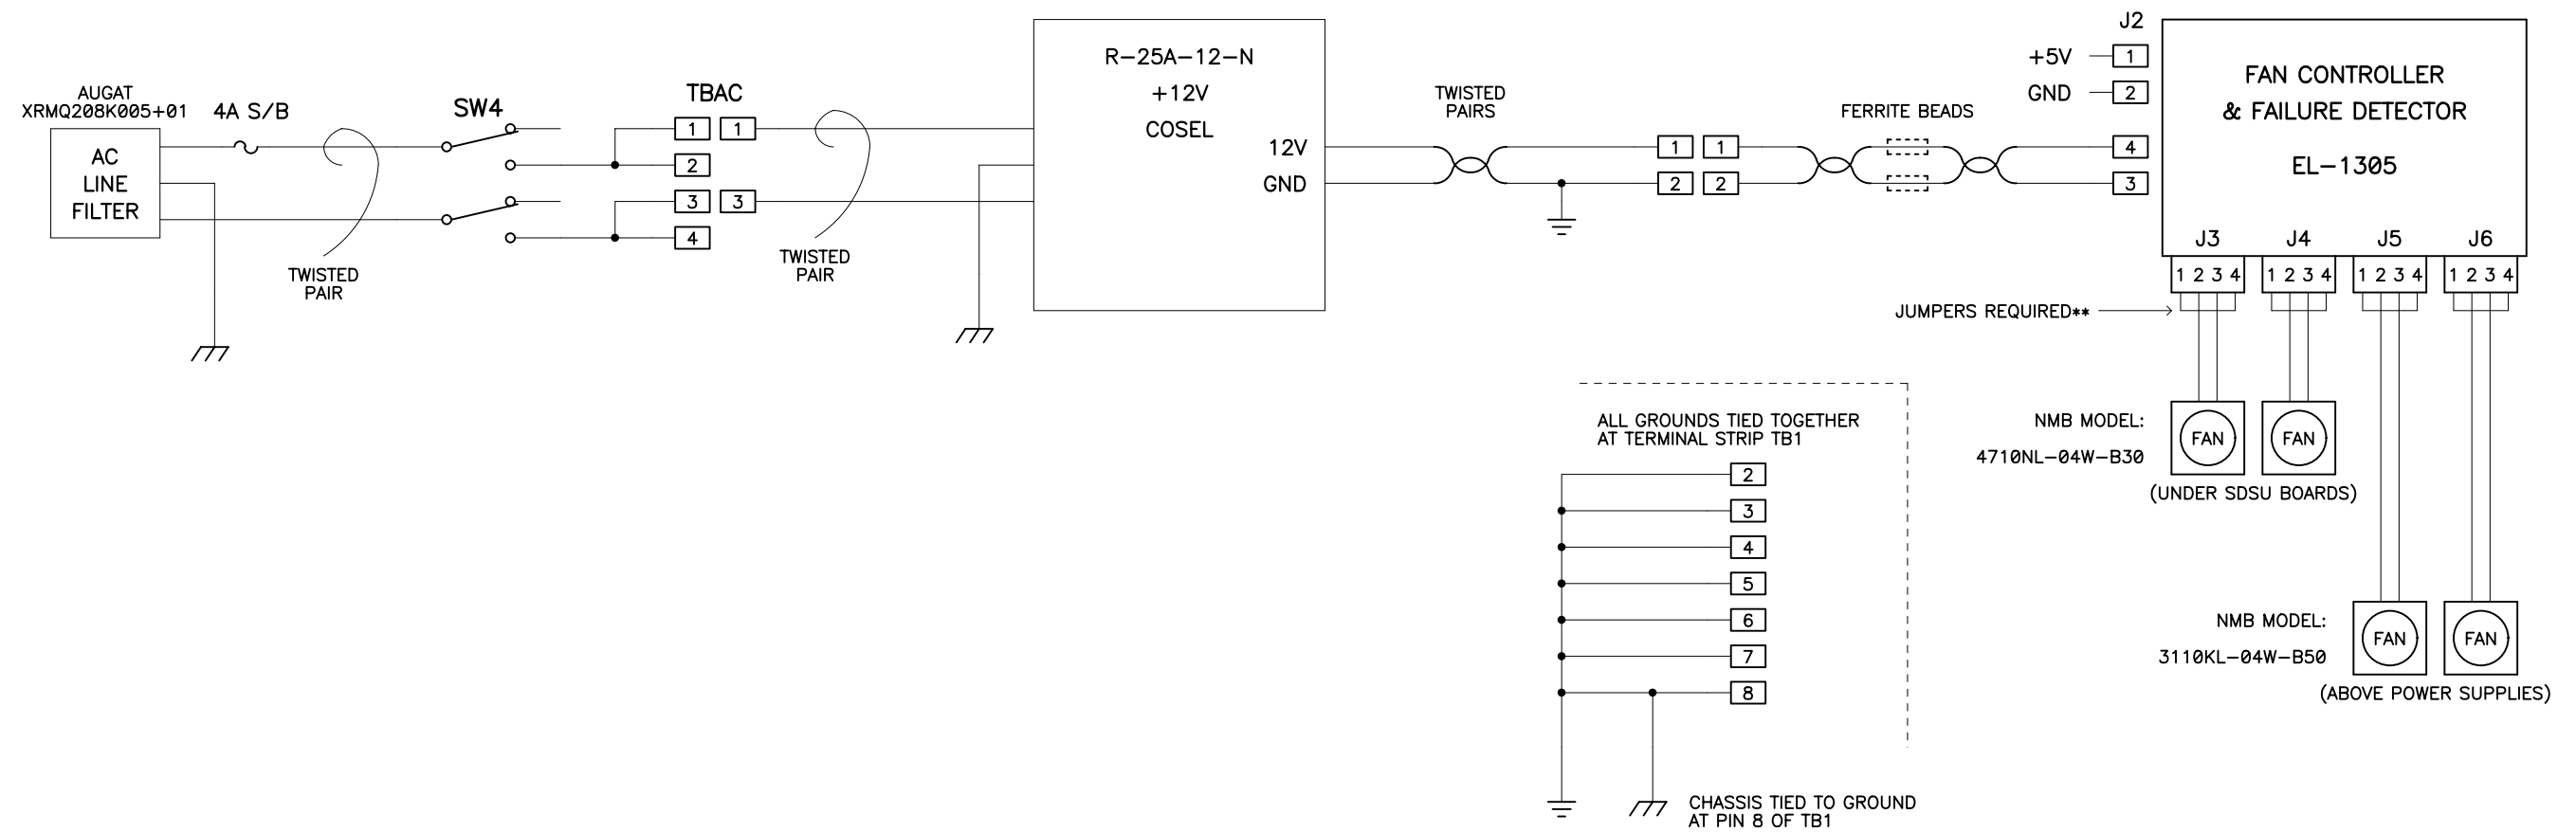 AUGAT
XRMQ208K005+01
4A S/B
AC
LINE
FILTER
TWISTED
PAIR
SW4
TBAC
1 1
2
3 3
4
TWISTED
PAIR
R-25A-12-N
+12V
COSEL
12V
GND
TWISTED
PAIRS
1 1
2 2
FERRITE BEADS
J2
+5V 1
GND 2
4
3
FAN CONTROLLER
& FAILURE DETECTOR
EL-1305
J3 J4 J5 J6
1 2 3 4 1 2 3 4 1 2 3 4 1 2 3 4
JUMPERS REQUIRED**
NMB MODEL:
4710NL-04W-B30
FAN FAN
(UNDER SDSU BOARDS)
NMB MODEL:
3110KL-04W-B50
FAN FAN
(ABOVE POWER SUPPLIES)
ALL GROUNDS TIED TOGETHER
AT TERMINAL STRIP TB1
2
3
4
5
6
7
8
CHASSIS TIED TO GROUND
AT PIN 8 OF TB1